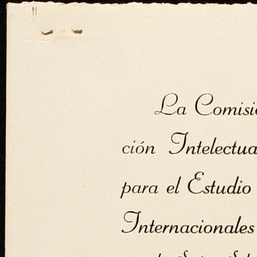 La Comisi
ción Intelectua
para el Estudio
Internacionales